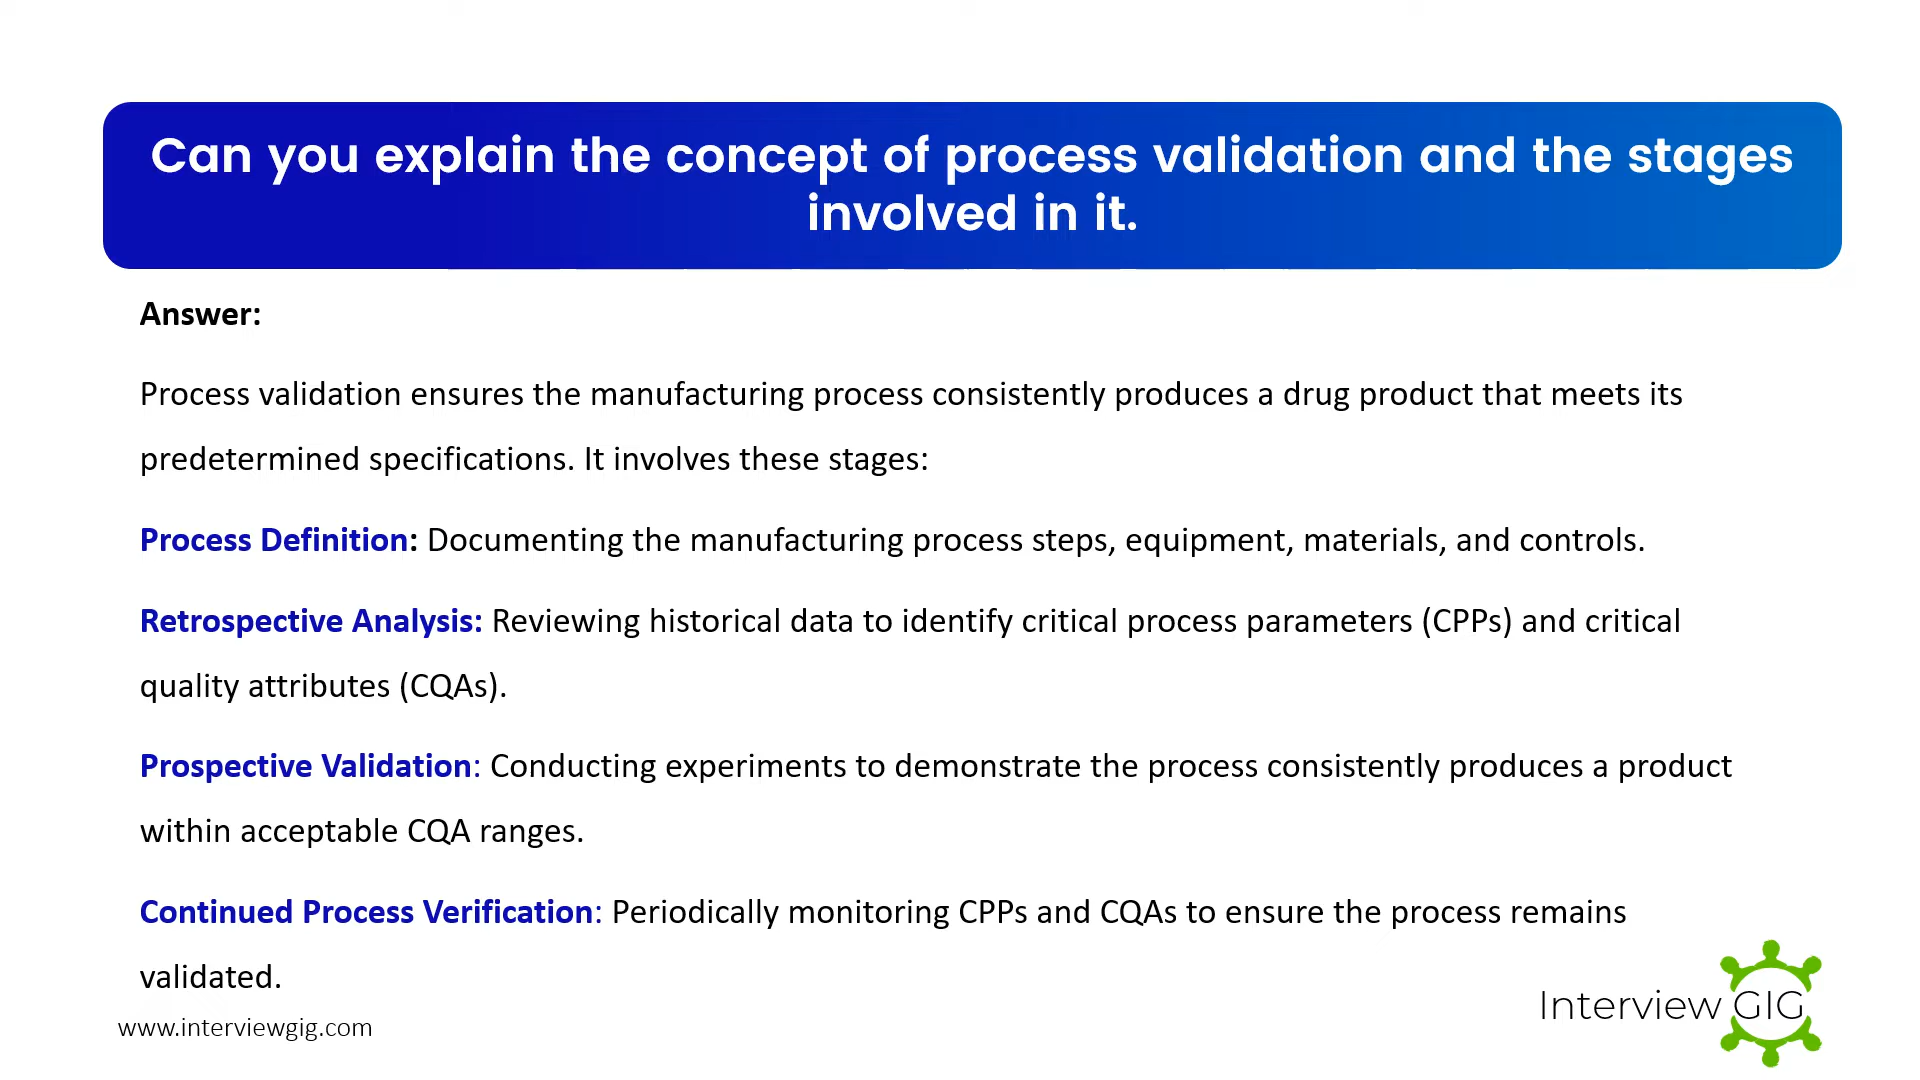 Can you explain the concept of process validation and the stages
involved in it.
Answer:
Process validation ensures the manufacturing process consistently produces a drug product that meets its
predetermined specifications. It involves these stages:
Process Definition: Documenting the manufacturing process steps, equipment, materials, and controls.
Retrospective Analysis: Reviewing historical data to identify critical process parameters (CPPs) and critical
quality attributes (CQAs).
Prospective Validation: Conducting experiments to demonstrate the process consistently produces a product
within acceptable CQA ranges.
Continued Process Verification: Periodically monitoring CPPs and CQAs to ensure the process remains
validated.
www.interviewgig.com
Interview GIG